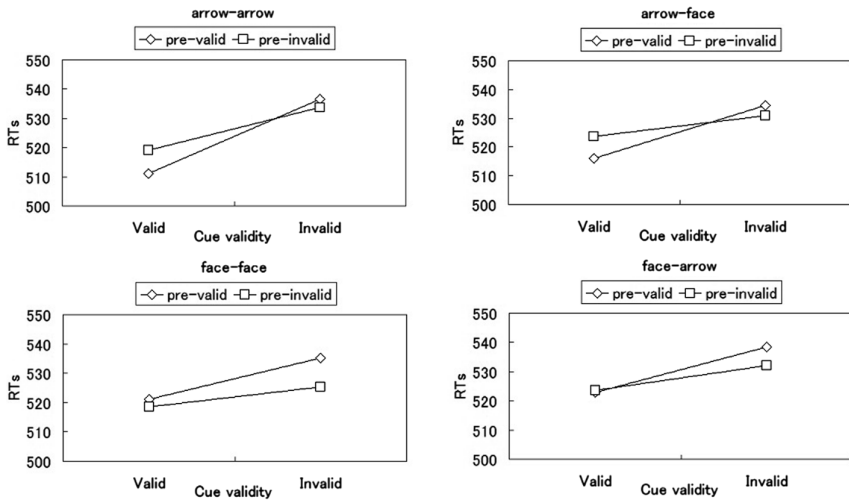 arrow-arrow
pre-valid pre-invalid
550
540
530
520
510
500
RTs
Valid Invalid
Cue validity
arrow-face
pre-valid pre-invalid
550
540
530
520
510
500
RTs
Valid Invalid
Cue validity
face-face
pre-valid pre-invalid
550
540
530
520
510
500
RTs
Valid Invalid
Cue validity
face-arrow
pre-valid pre-invalid
550
540
530
520
510
500
RTs
Valid Invalid
Cue validity